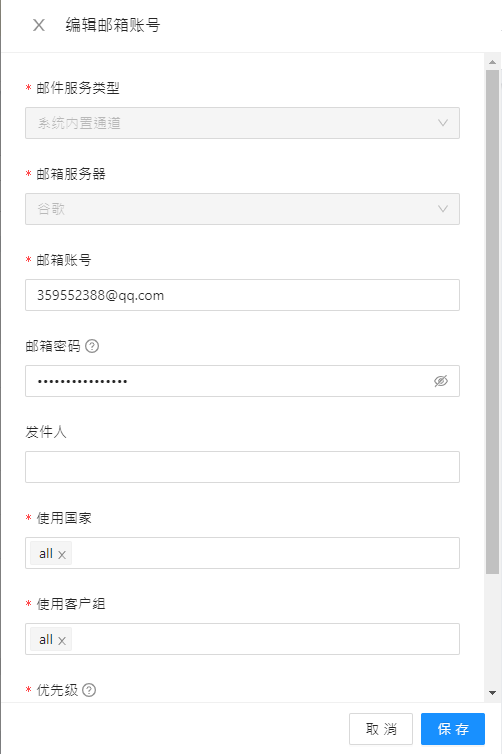 编辑邮箱账号
* 邮件服务类型
系统内置通道
* 邮箱服务器
谷歌
* 邮箱账号
359552388@qq.com
邮箱密码
••••••••••••••••
发件人
* 使用国家
all
* 使用客户组
all
* 优先级
取 消 保 存